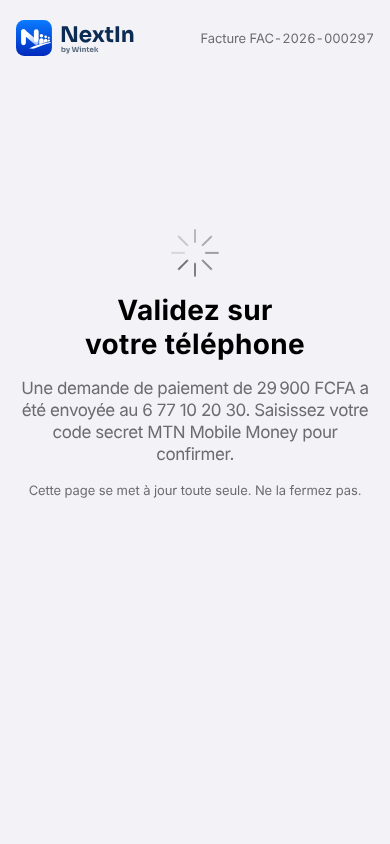 NextIn
by Wintek
Facture FAC-2026-000297
Validez sur
votre téléphone
Une demande de paiement de 29 900 FCFA a
été envoyée au 6 77 10 20 30. Saisissez votre
code secret MTN Mobile Money pour
confirmer.
Cette page se met à jour toute seule. Ne la fermez pas.